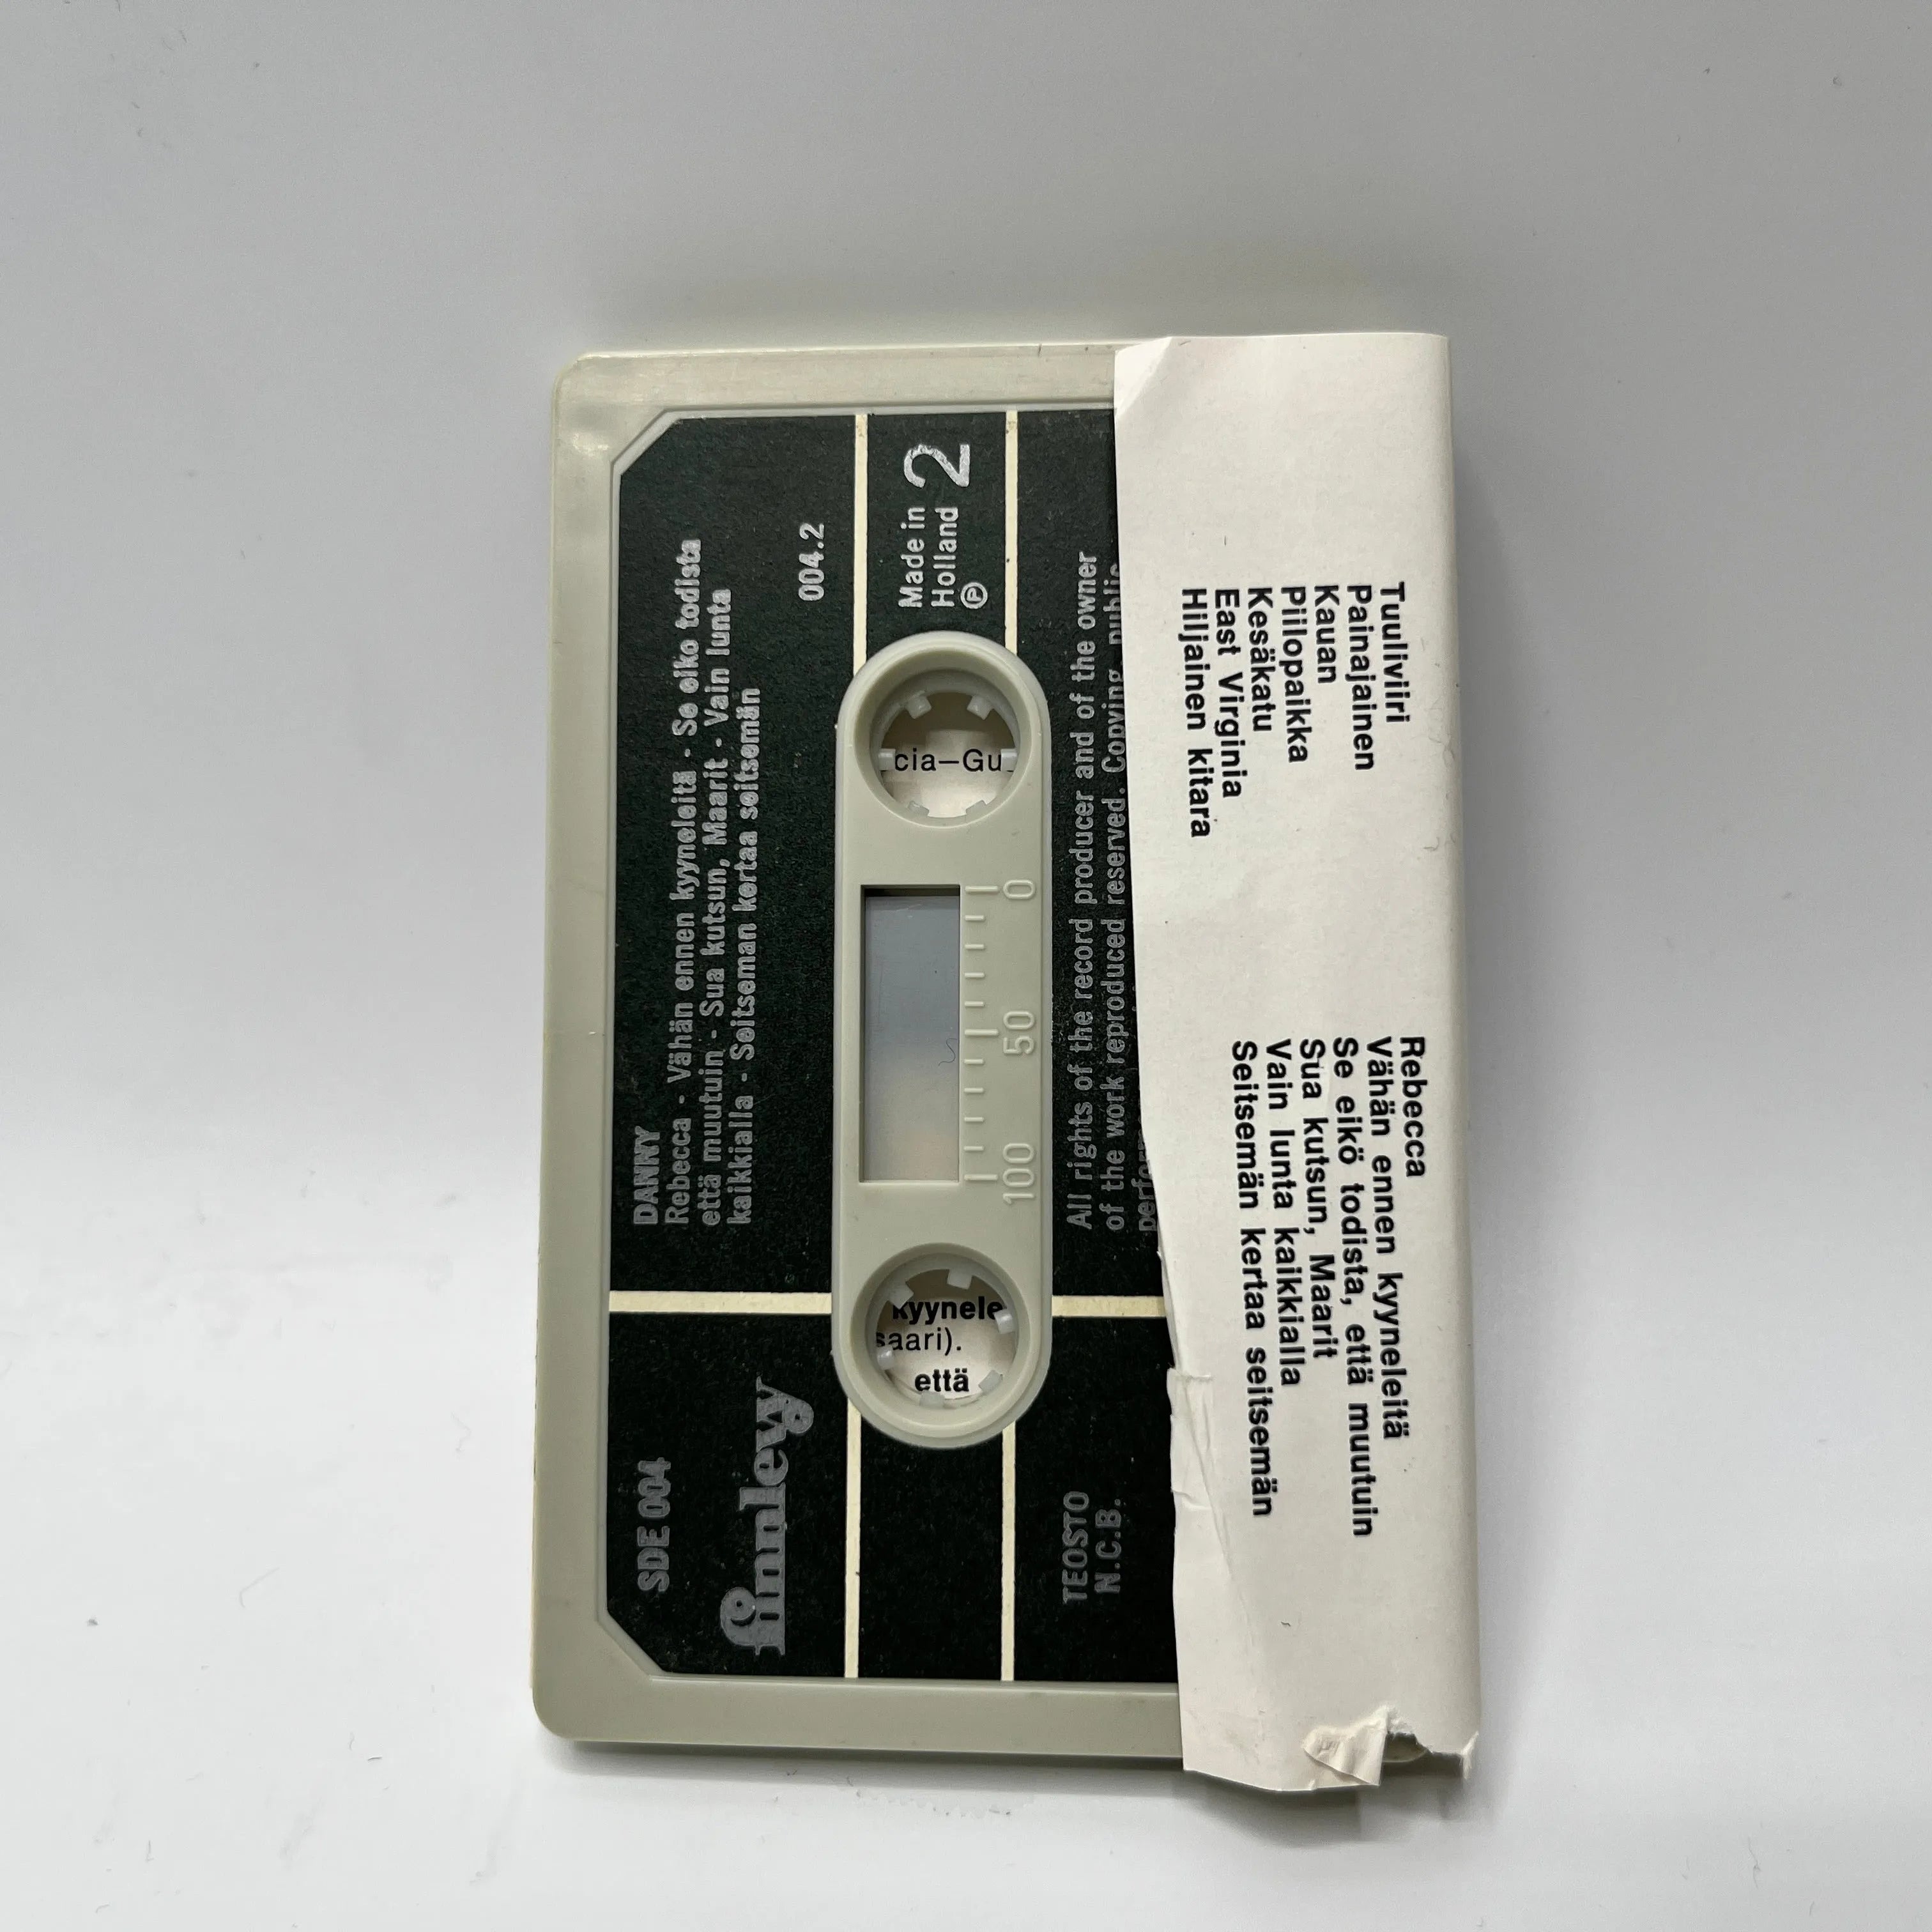 DANNY
Rebecca - Vähän ennen kyyneleitä - Se eiko todista
että muutuin - Sua kutsun, Maarit - Vain lunta
kaikkialla - Seitseman kertaa seitsemän
004.2
SDE 004
finnlevy
Made in
Holland
Ⓟ
2
cia—Gu
kyynele
saari).
että
0
50
100
All rights of the record producer and of the owner
of the work reproduced reserved. Copying, public
TEOSTO
N.C.B.
Tuuliviiri
Painajainen
Kauan
Piilopaikka
Kesäkatu
East Virginia
Hiljainen kitara
Rebecca
Vähän ennen kyyneleitä
Se eikö todista, että muutuin
Sua kutsun, Maarit
Vain lunta kaikkialla
Seitsemän kertaa seitsemän